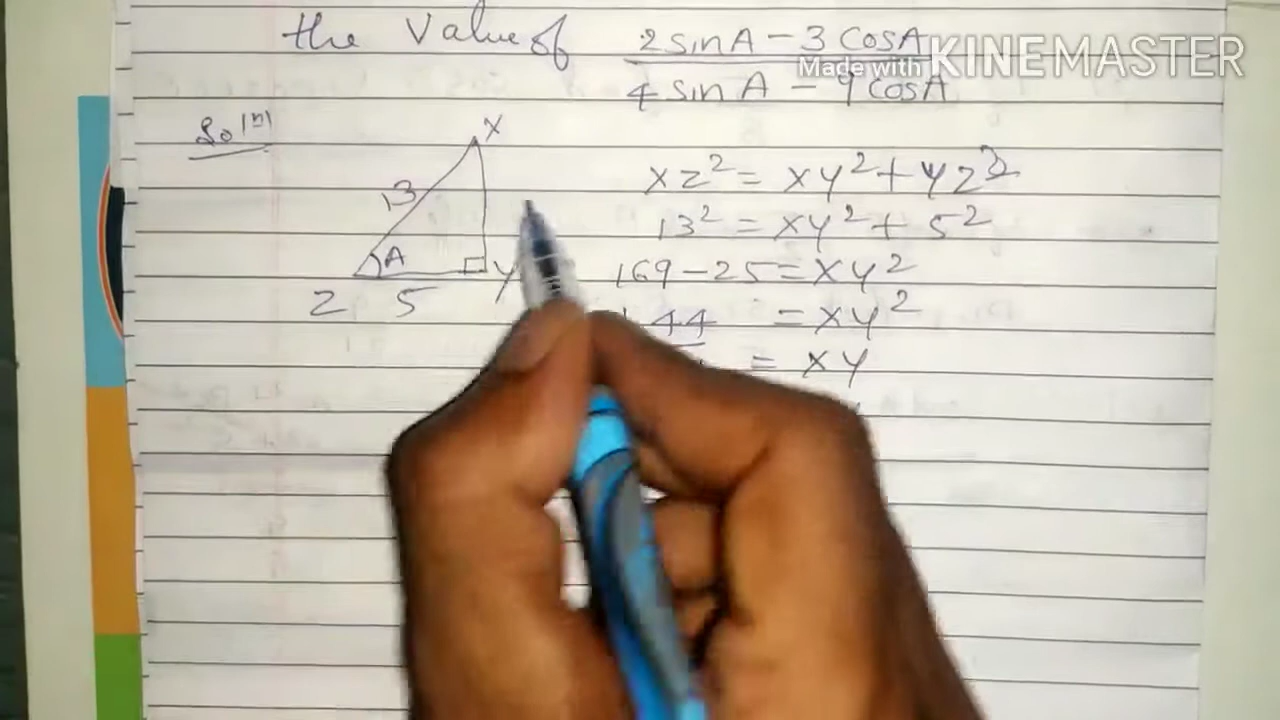 the Value of 2 sin A - 3 cos A
4 sin A - 9 cos A
Made with KINEMASTER
Sol(n)
X
13
A
Z 5 Y
XZ² = XY² + YZ²
13² = XY² + 5²
169 - 25 = XY²
144 = XY²
= XY